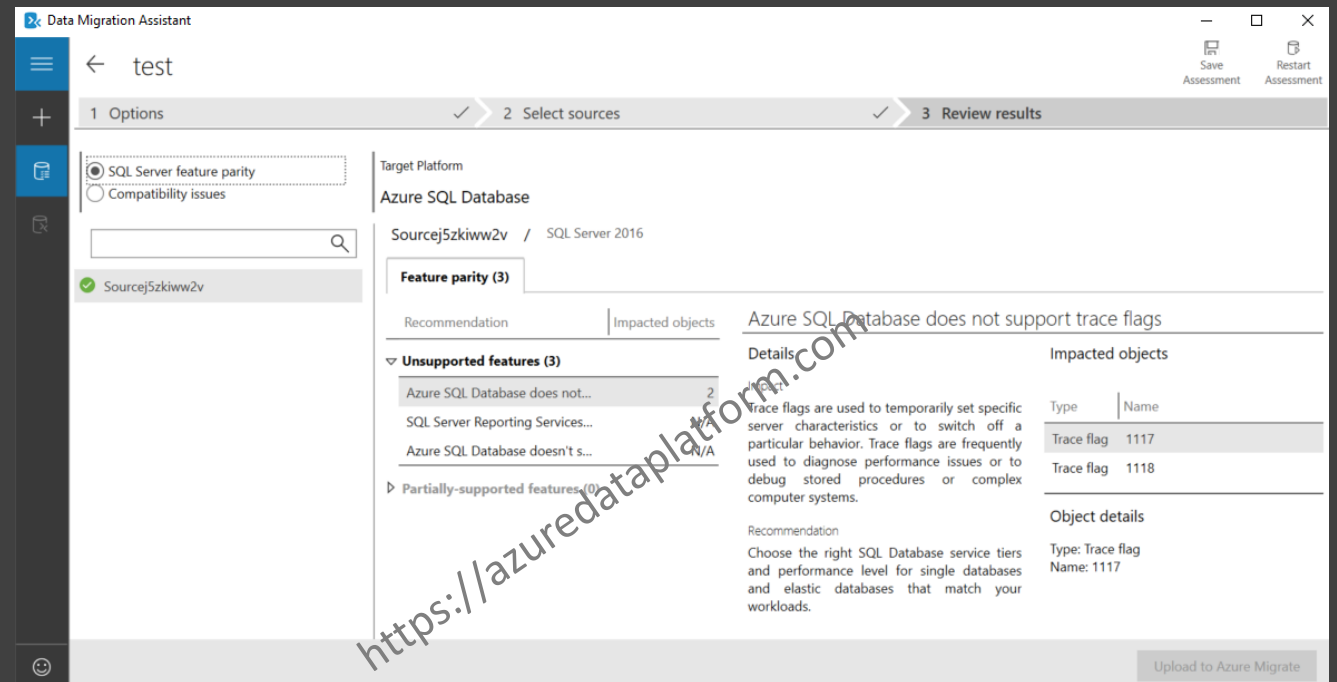 Data Migration Assistant
test
Save
Assessment
Restart
Assessment
1 Options
2 Select sources
3 Review results
SQL Server feature parity
Compatibility issues
Sourcej5zkiww2v
Target Platform
Azure SQL Database
Sourcej5zkiww2v / SQL Server 2016
Feature parity (3)
Recommendation Impacted objects
Unsupported features (3)
Azure SQL Database does not... 2
SQL Server Reporting Services... N/A
Azure SQL Database doesn't s... N/A
Partially-supported features (0)
Azure SQL Database does not support trace flags
Details
Impact
Trace flags are used to temporarily set specific
server characteristics or to switch off a
particular behavior. Trace flags are frequently
used to diagnose performance issues or to
debug stored procedures or complex
computer systems.
Recommendation
Choose the right SQL Database service tiers
and performance level for single databases
and elastic databases that match your
workloads.
Impacted objects
Type Name
Trace flag 1117
Trace flag 1118
Object details
Type: Trace flag
Name: 1117
https://azuredataplatform.com
Upload to Azure Migrate